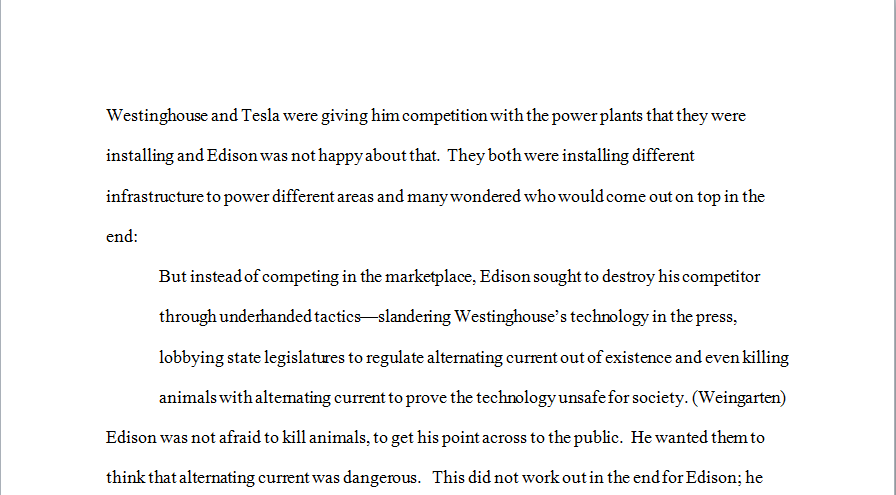 Westinghouse and Tesla were giving him competition with the power plants that they were
installing and Edison was not happy about that.  They both were installing different
infrastructure to power different areas and many wondered who would come out on top in the
end:
But instead of competing in the marketplace, Edison sought to destroy his competitor
through underhanded tactics—slandering Westinghouse’s technology in the press,
lobbying state legislatures to regulate alternating current out of existence and even killing
animals with alternating current to prove the technology unsafe for society. (Weingarten)
Edison was not afraid to kill animals, to get his point across to the public.  He wanted them to
think that alternating current was dangerous.   This did not work out in the end for Edison; he